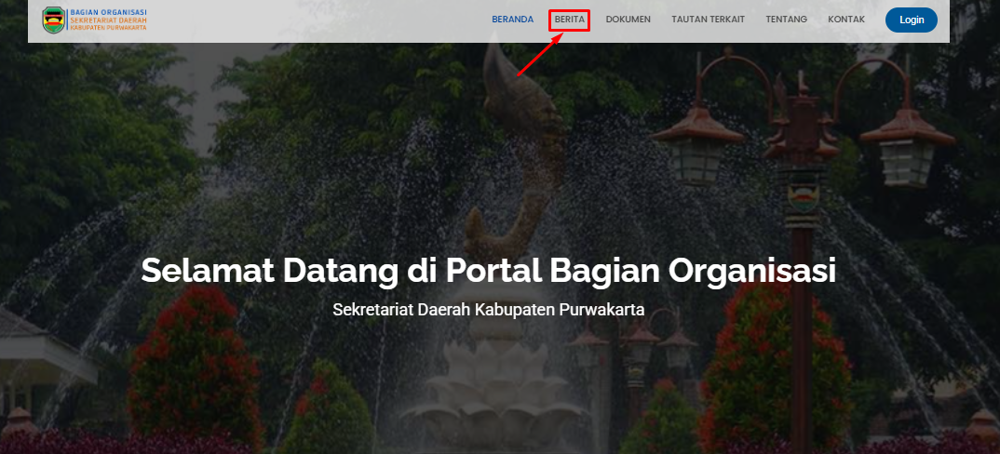 BAGIAN ORGANISASI
SEKRETARIAT DAERAH
KABUPATEN PURWAKARTA
BERANDA BERITA DOKUMEN TAUTAN TERKAIT TENTANG KONTAK Login
Selamat Datang di Portal Bagian Organisasi
Sekretariat Daerah Kabupaten Purwakarta